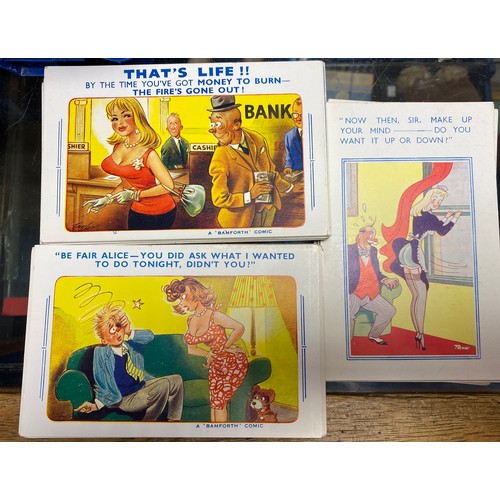 THAT'S LIFE!!
BY THE TIME YOU'VE GOT MONEY TO BURN—
THE FIRE'S GONE OUT!
BANK
CASHIER
CASHIE
A "BAMFORTH" COMIC
"BE FAIR ALICE—YOU DID ASK WHAT I WANTED
TO DO TONIGHT, DIDN'T YOU?"
A "BAMFORTH" COMIC
"NOW THEN, SIR, MAKE UP
YOUR MIND — DO YOU
WANT IT UP OR DOWN?"